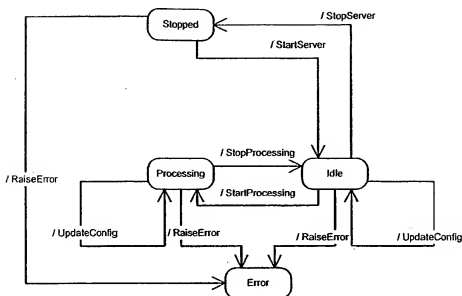 Stopped
/ StopServer
/ StartServer
/ StopProcessing
/ RaiseError
Processing
Idle
/ StartProcessing
/ UpdateConfig
/ RaiseError
/ RaiseError
/ UpdateConfig
Error